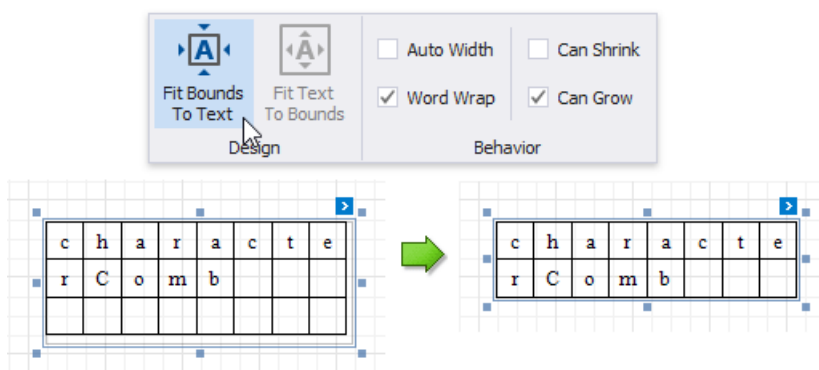 Fit Bounds To Text
Fit Text To Bounds
Auto Width
Can Shrink
Word Wrap
Can Grow
Design
Behavior
c h a r a c t e
r C o m b
c h a r a c t e
r C o m b